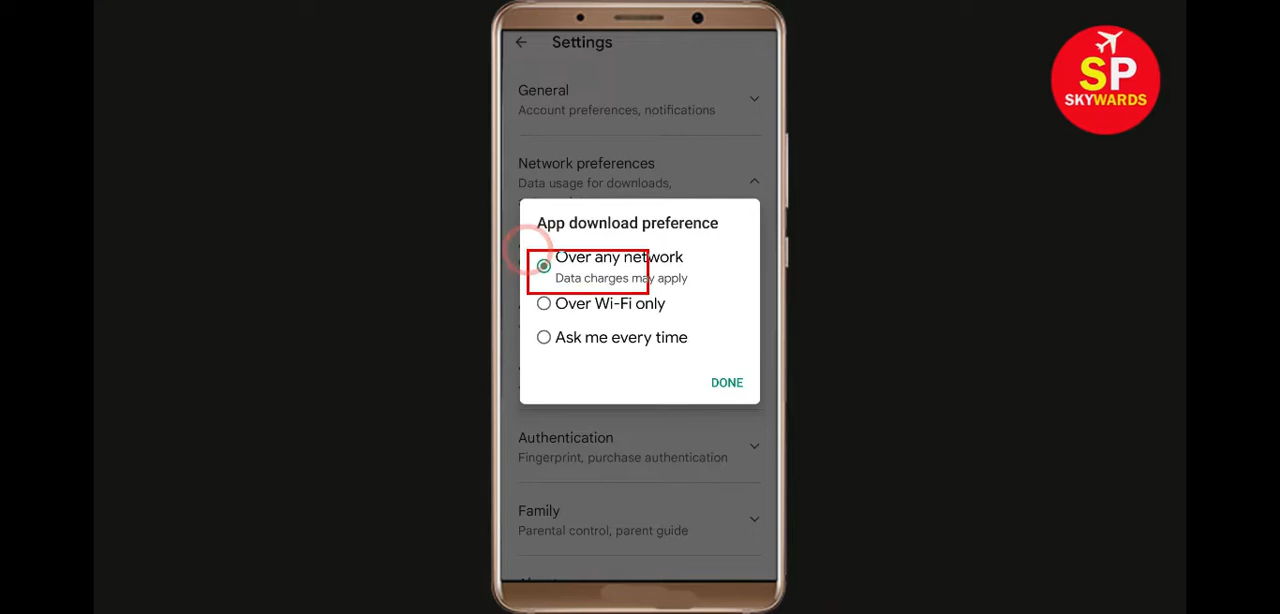 Settings
SP
SKYWARDS
General
Account preferences, notifications
Network preferences
Data usage for downloads,
App download preference
Over any network
Data charges may apply
Over Wi-Fi only
Ask me every time
DONE
Authentication
Fingerprint, purchase authentication
Family
Parental control, parent guide